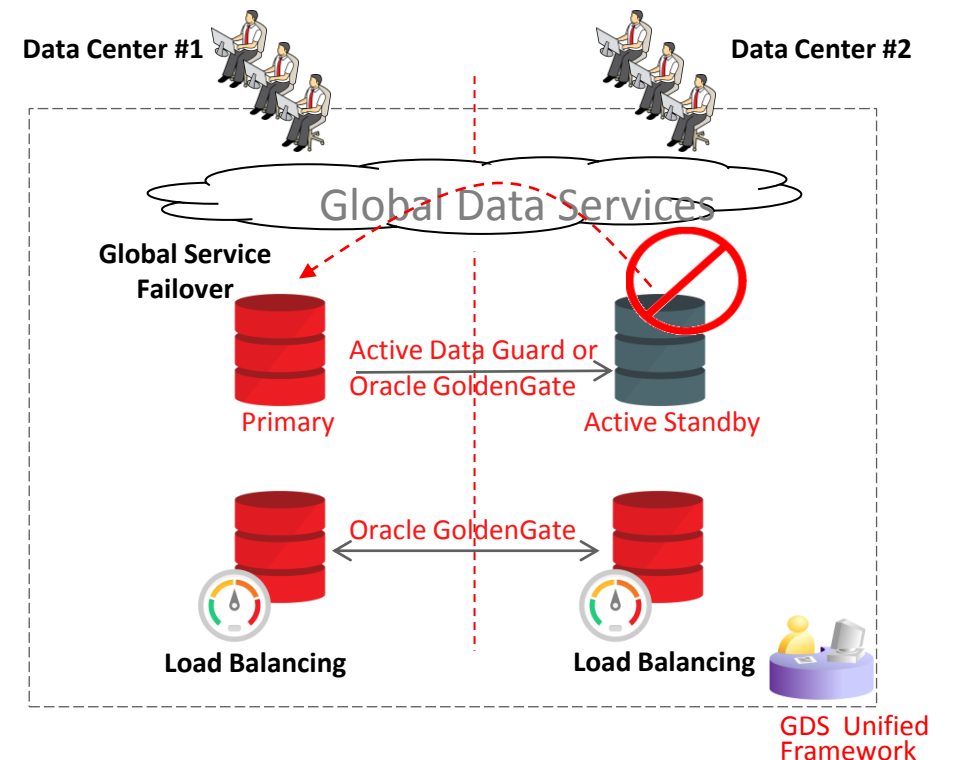 Data Center #1
Data Center #2
Global Data Services
Global Service
Failover
Active Data Guard or
Oracle GoldenGate
Primary
Active Standby
Oracle GoldenGate
Load Balancing
Load Balancing
GDS Unified
Framework